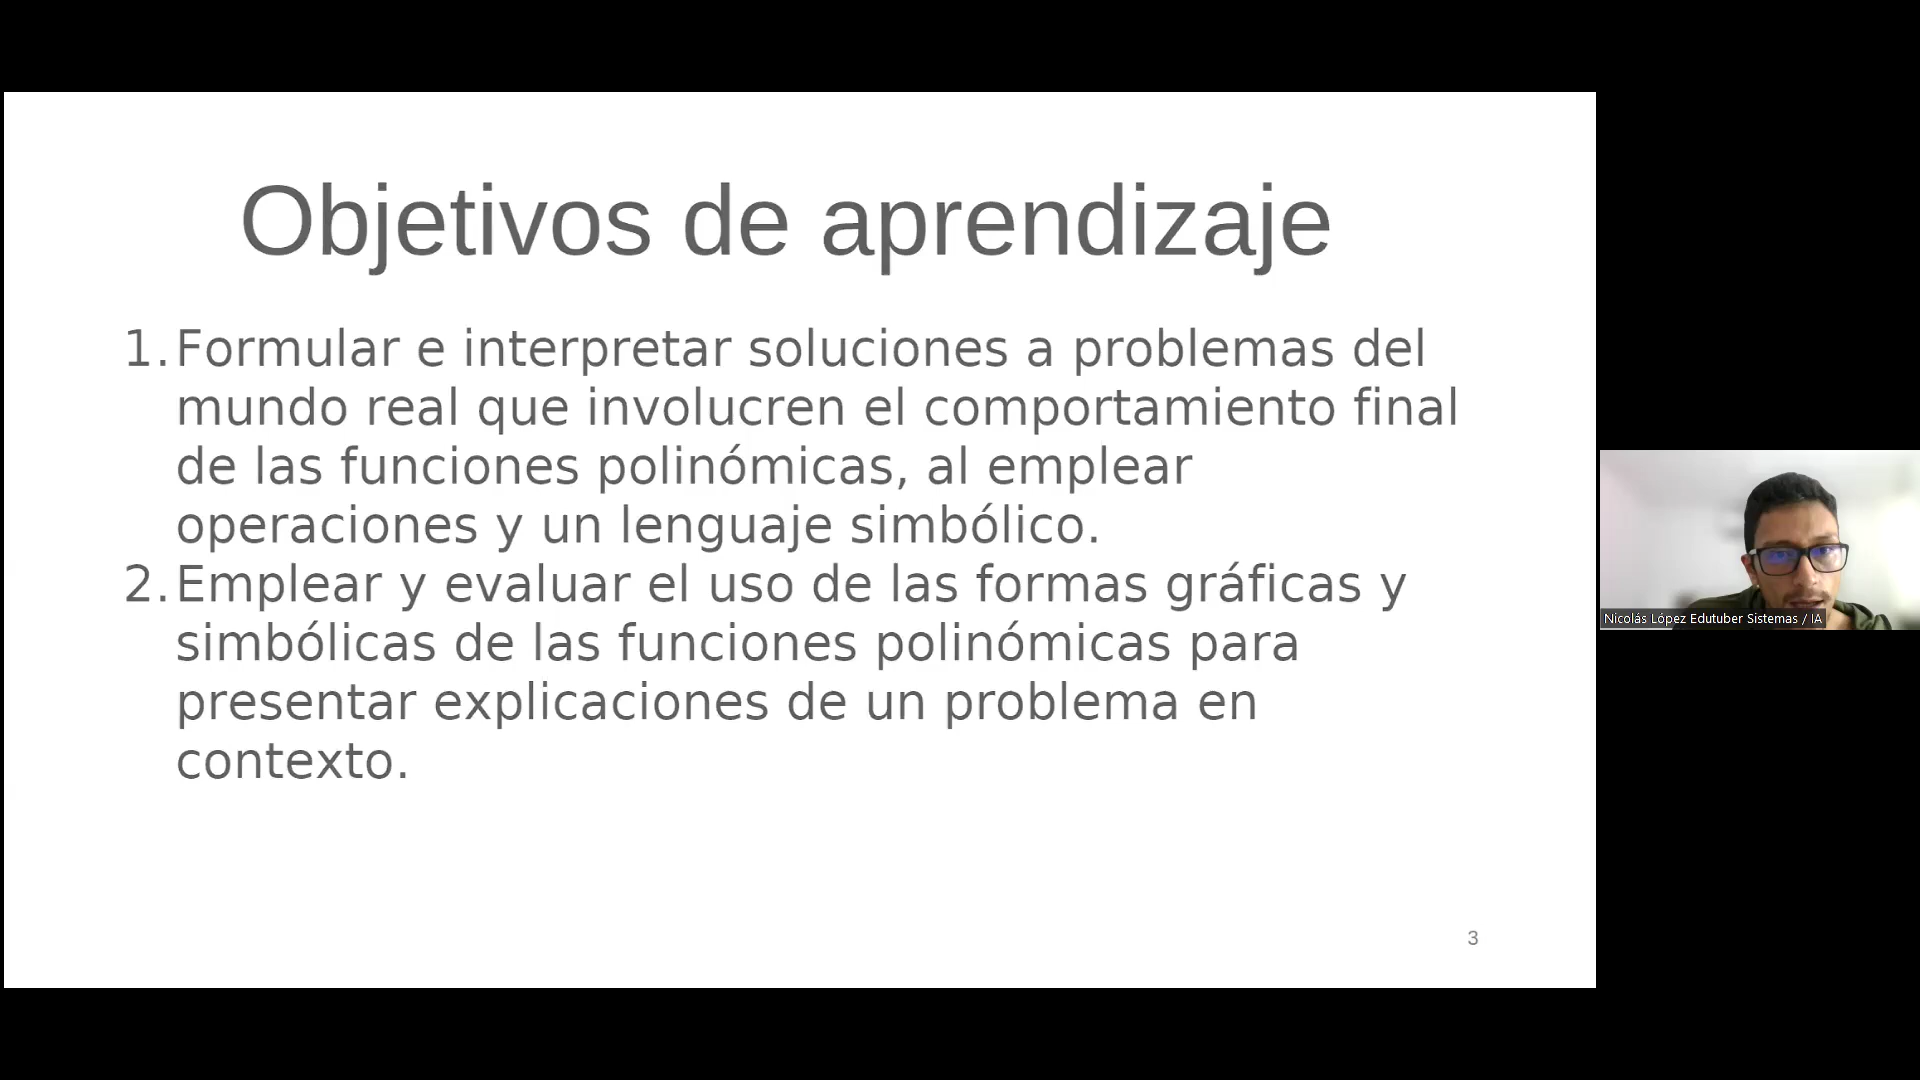 Objetivos de aprendizaje
1. Formular e interpretar soluciones a problemas del
mundo real que involucren el comportamiento final
de las funciones polinómicas, al emplear
operaciones y un lenguaje simbólico.
2. Emplear y evaluar el uso de las formas gráficas y
simbólicas de las funciones polinómicas para
presentar explicaciones de un problema en
contexto.
3
Nicolás López Edutuber Sistemas / IA